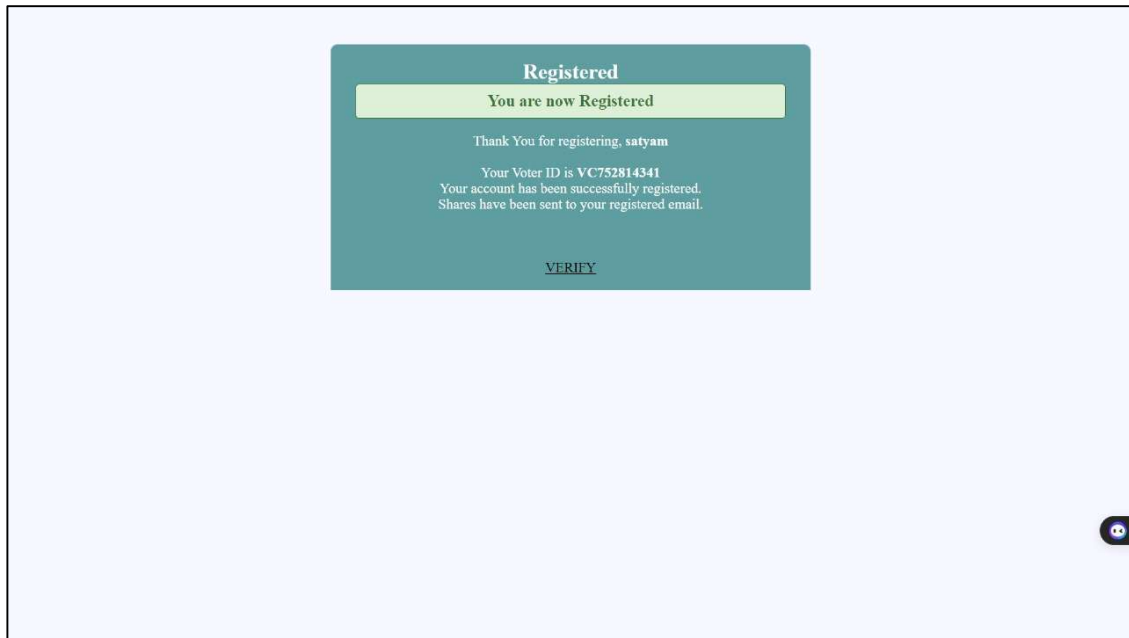 Registered
You are now Registered
Thank You for registering, satyam
Your Voter ID is VC752814341
Your account has been successfully registered.
Shares have been sent to your registered email.
VERIFY